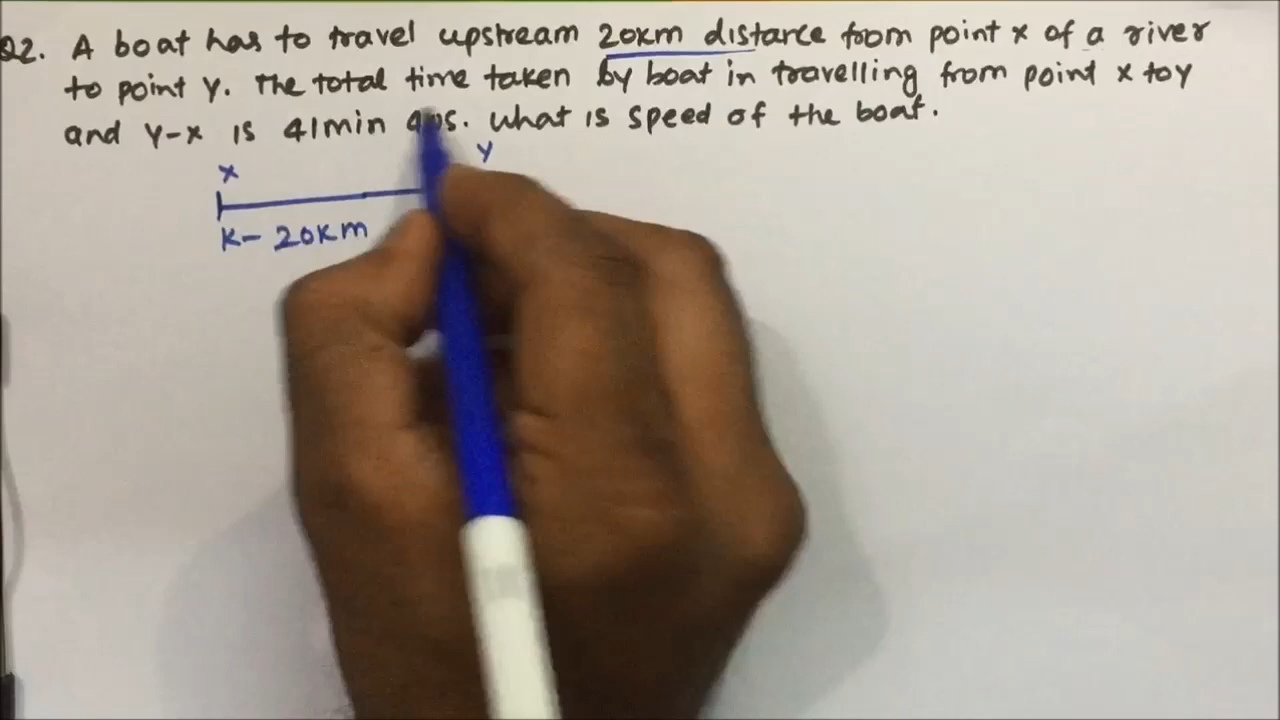 Q2. A boat has to travel upstream 20km distance from point x of a river
to point y. The total time taken by boat in travelling from point x to y
and y-x is 41min s. What is speed of the boat.
x
y
K- 20km